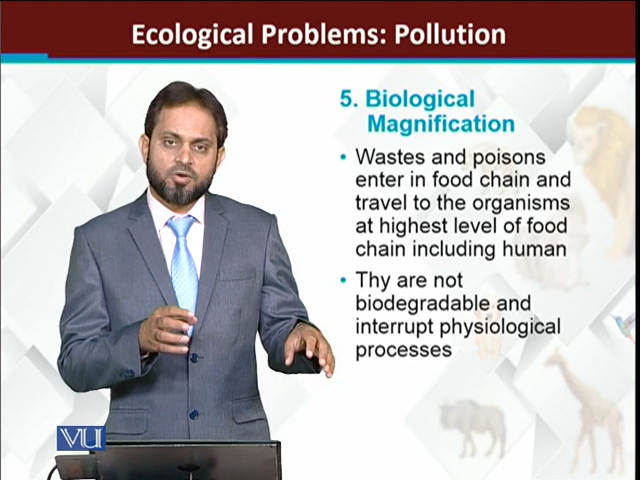 Ecological Problems: Pollution
5. Biological
Magnification
• Wastes and poisons
enter in food chain and
travel to the organisms
at highest level of food
chain including human
• Thy are not
biodegradable and
interrupt physiological
processes
VU